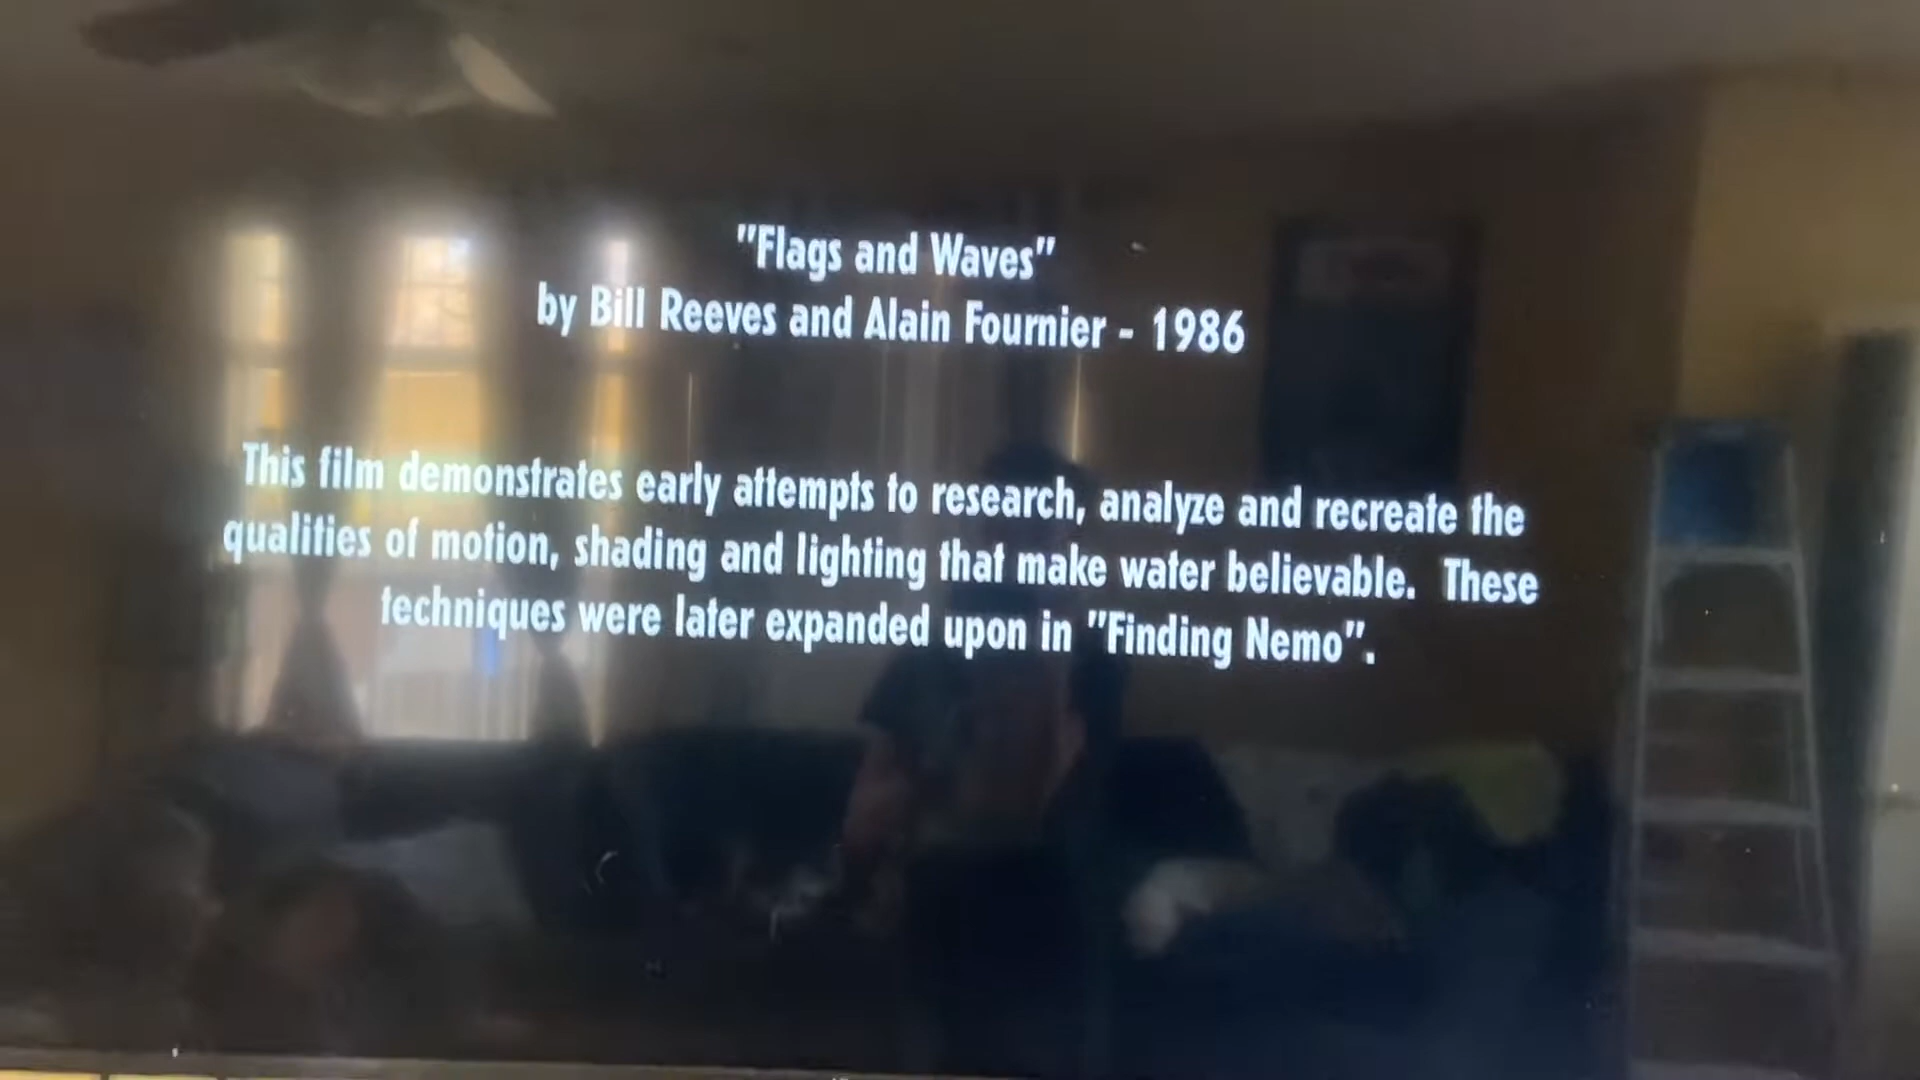 "Flags and Waves"
by Bill Reeves and Alain Fournier - 1986
This film demonstrates early attempts to research, analyze and recreate the
qualities of motion, shading and lighting that make water believable.  These
techniques were later expanded upon in "Finding Nemo".